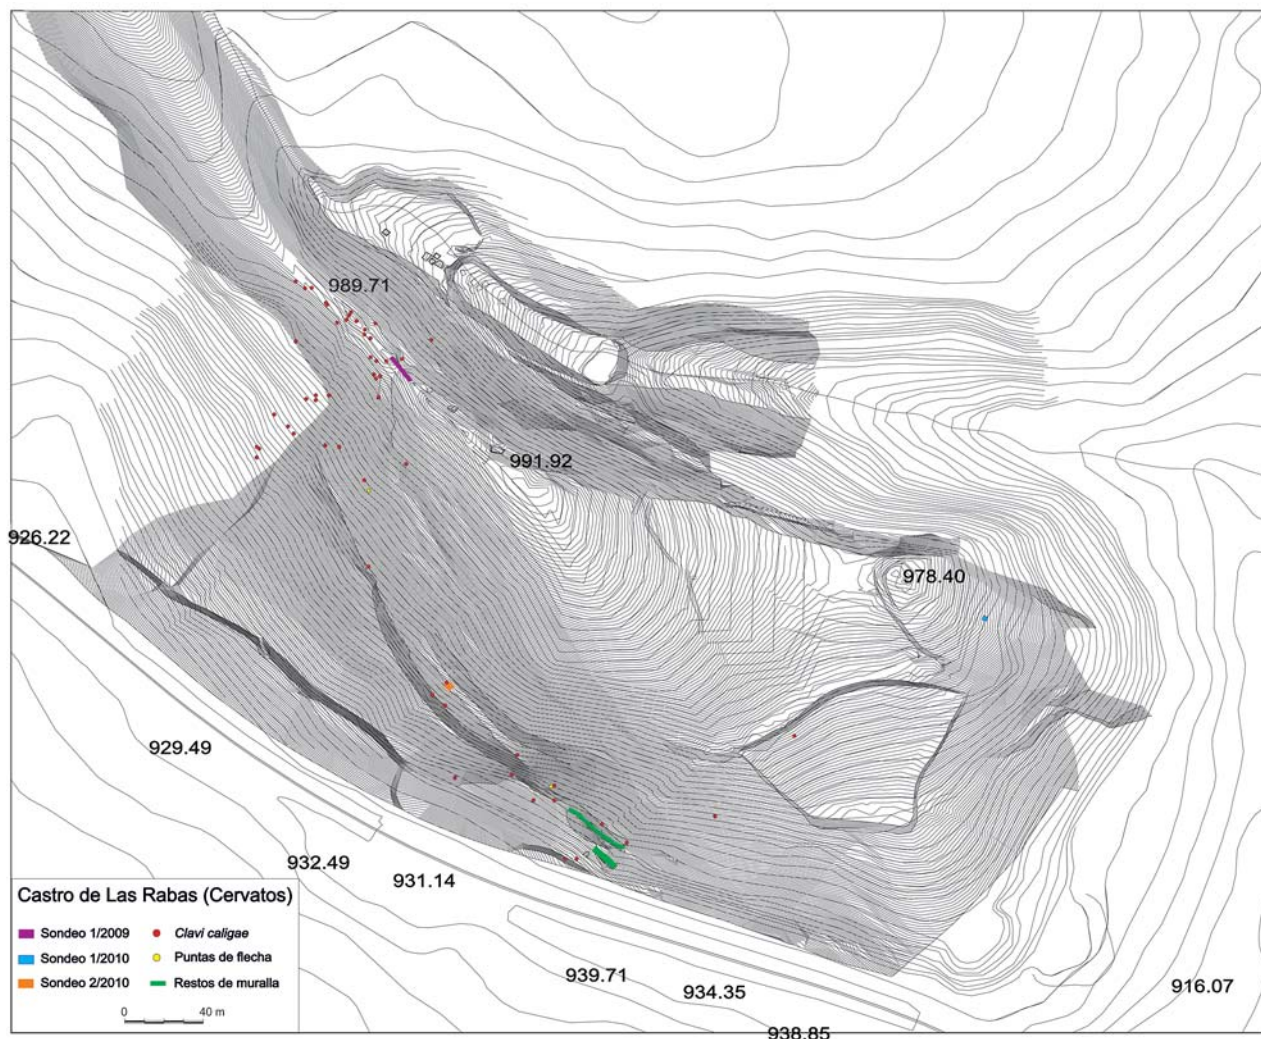 989.71
991.92
926.22
978.40
929.49
932.49
931.14
939.71
934.35
916.07
938.85
Castro de Las Rabas (Cervatos)
Sondeo 1/2009
Clavi caligae
Sondeo 1/2010
Puntas de flecha
Sondeo 2/2010
Restos de muralla
0 40 m